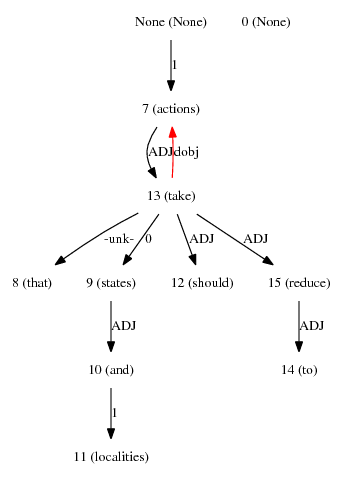 None (None) 0 (None)
1
7 (actions)
ADJ dobj
13 (take)
-unk- 0 ADJ ADJ
8 (that) 9 (states) 12 (should) 15 (reduce)
ADJ ADJ
10 (and) 14 (to)
1
11 (localities)